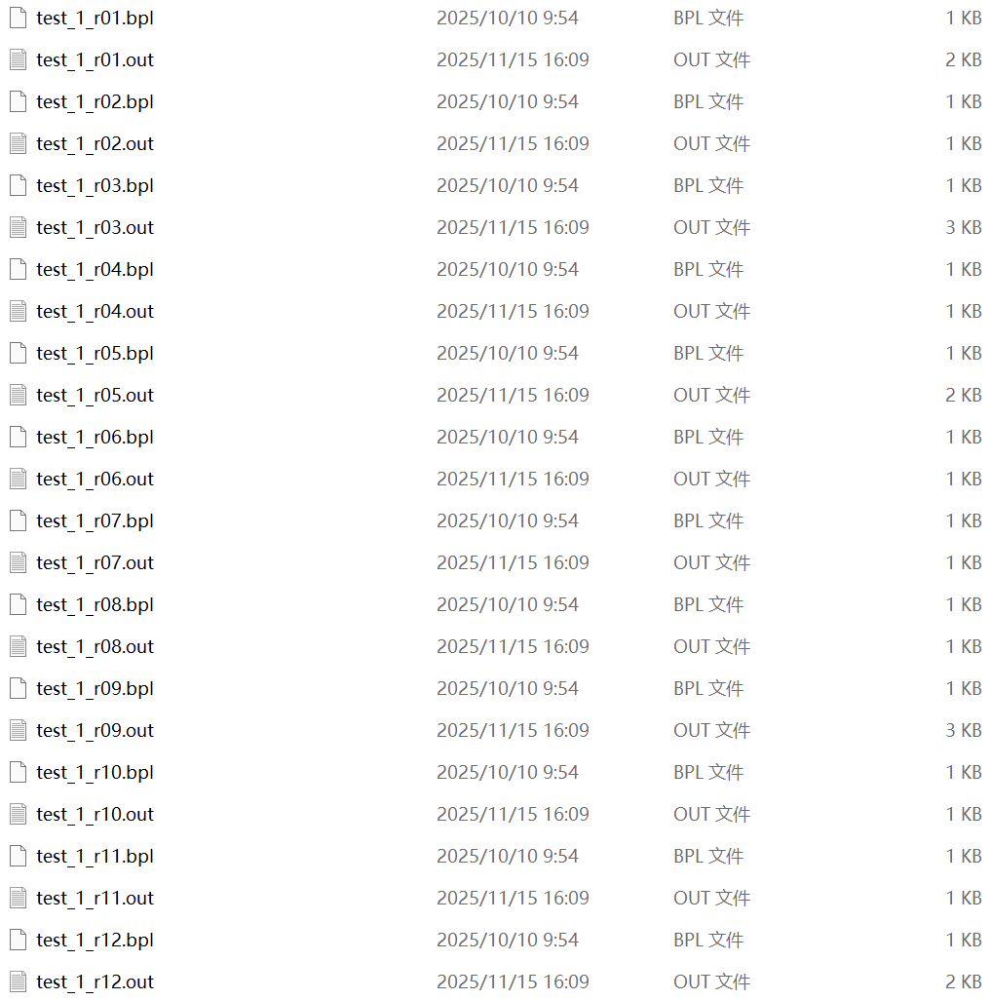 test_1_r01.bpl 2025/10/10 9:54 BPL 文件 1 KB
test_1_r01.out 2025/11/15 16:09 OUT 文件 2 KB
test_1_r02.bpl 2025/10/10 9:54 BPL 文件 1 KB
test_1_r02.out 2025/11/15 16:09 OUT 文件 1 KB
test_1_r03.bpl 2025/10/10 9:54 BPL 文件 1 KB
test_1_r03.out 2025/11/15 16:09 OUT 文件 3 KB
test_1_r04.bpl 2025/10/10 9:54 BPL 文件 1 KB
test_1_r04.out 2025/11/15 16:09 OUT 文件 1 KB
test_1_r05.bpl 2025/10/10 9:54 BPL 文件 1 KB
test_1_r05.out 2025/11/15 16:09 OUT 文件 2 KB
test_1_r06.bpl 2025/10/10 9:54 BPL 文件 1 KB
test_1_r06.out 2025/11/15 16:09 OUT 文件 1 KB
test_1_r07.bpl 2025/10/10 9:54 BPL 文件 1 KB
test_1_r07.out 2025/11/15 16:09 OUT 文件 1 KB
test_1_r08.bpl 2025/10/10 9:54 BPL 文件 1 KB
test_1_r08.out 2025/11/15 16:09 OUT 文件 1 KB
test_1_r09.bpl 2025/10/10 9:54 BPL 文件 1 KB
test_1_r09.out 2025/11/15 16:09 OUT 文件 3 KB
test_1_r10.bpl 2025/10/10 9:54 BPL 文件 1 KB
test_1_r10.out 2025/11/15 16:09 OUT 文件 1 KB
test_1_r11.bpl 2025/10/10 9:54 BPL 文件 1 KB
test_1_r11.out 2025/11/15 16:09 OUT 文件 1 KB
test_1_r12.bpl 2025/10/10 9:54 BPL 文件 1 KB
test_1_r12.out 2025/11/15 16:09 OUT 文件 2 KB